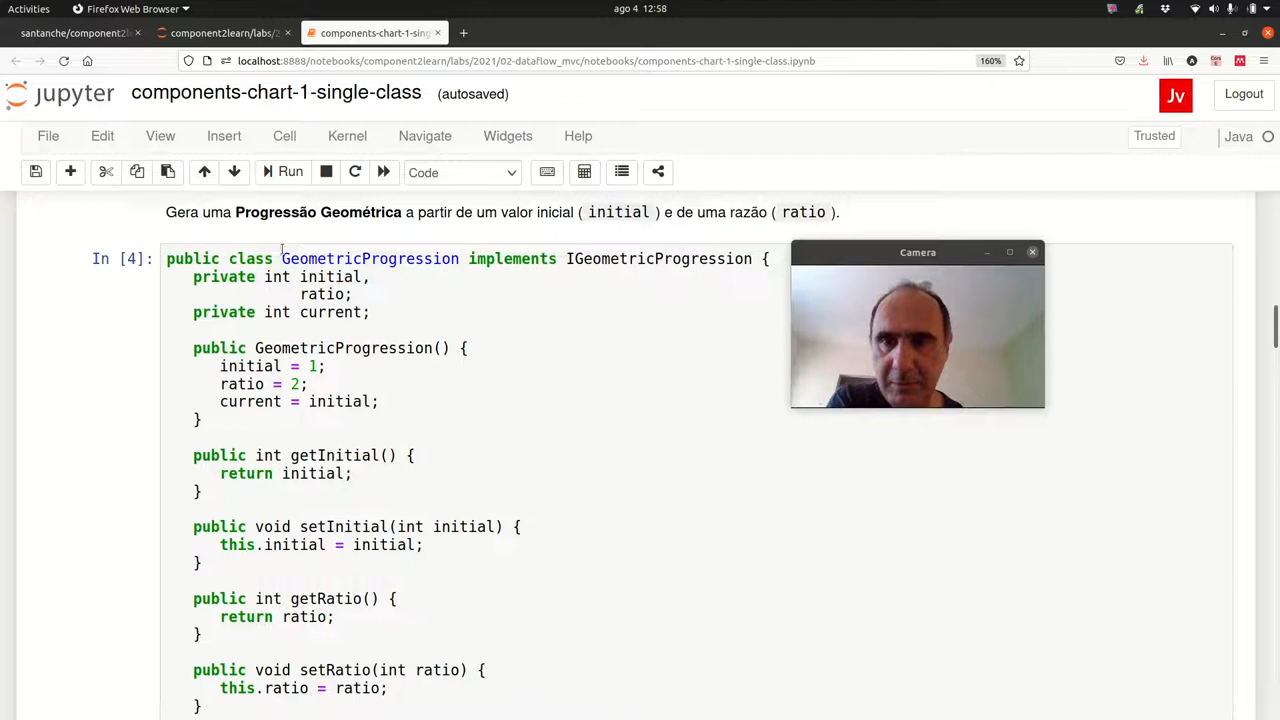 Activities Firefox Web Browser ago 4 12:58
santanche/component2l components2learn/labs/2 components-chart-1-sing
localhost:8888/notebooks/component2learn/labs/2021/02-dataflow_mvc/notebooks/components-chart-1-single-class.ipynb 160%
jupyter components-chart-1-single-class (autosaved) Jv Logout
File Edit View Insert Cell Kernel Navigate Widgets Help Trusted Java
Run Code
Gera uma Progressão Geométrica a partir de um valor inicial ( initial ) e de uma razão ( ratio ).
In [4]: public class GeometricProgression implements IGeometricProgression {
private int initial,
ratio;
private int current;
public GeometricProgression() {
initial = 1;
ratio = 2;
current = initial;
}
public int getInitial() {
return initial;
}
public void setInitial(int initial) {
this.initial = initial;
}
public int getRatio() {
return ratio;
}
public void setRatio(int ratio) {
this.ratio = ratio;
}
Camera